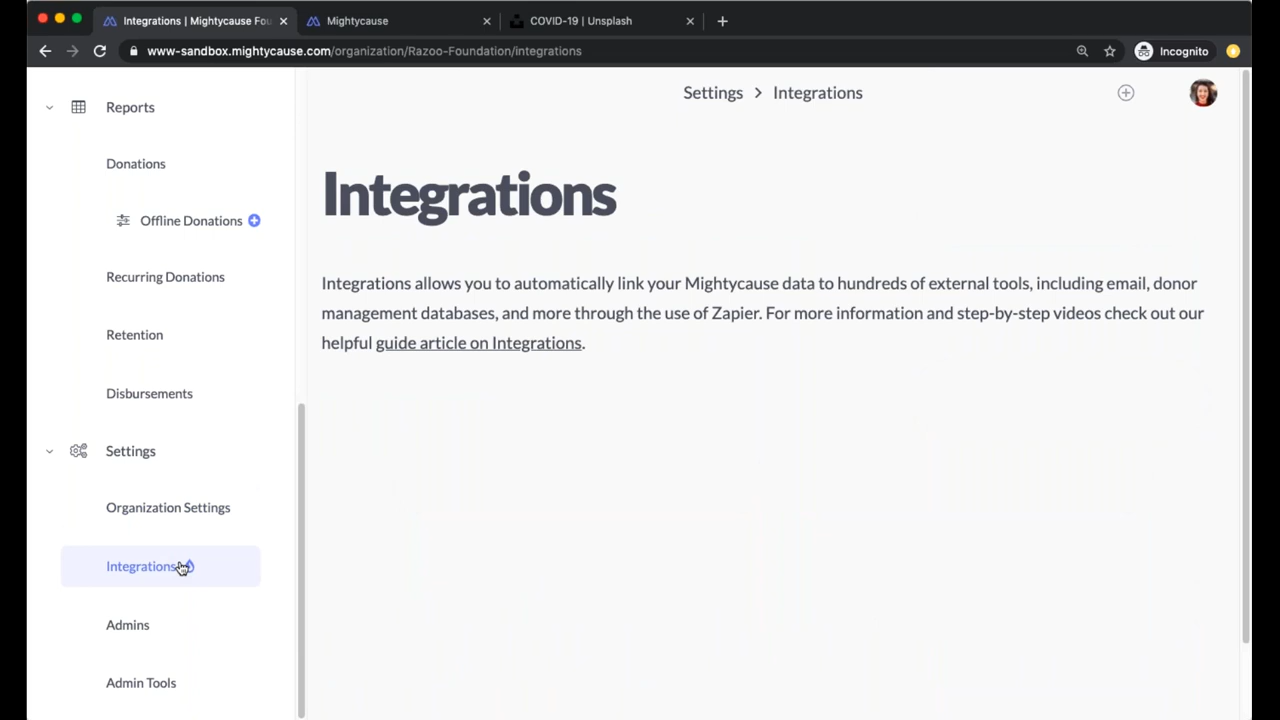 Integrations | Mightycause Fou
Mightycause
COVID-19 | Unsplash
www-sandbox.mightycause.com/organization/Razoo-Foundation/integrations
Incognito
Reports
Donations
Offline Donations
Recurring Donations
Retention
Disbursements
Settings
Organization Settings
Integrations
Admins
Admin Tools
Settings > Integrations
Integrations
Integrations allows you to automatically link your Mightycause data to hundreds of external tools, including email, donor
management databases, and more through the use of Zapier. For more information and step-by-step videos check out our
helpful guide article on Integrations.